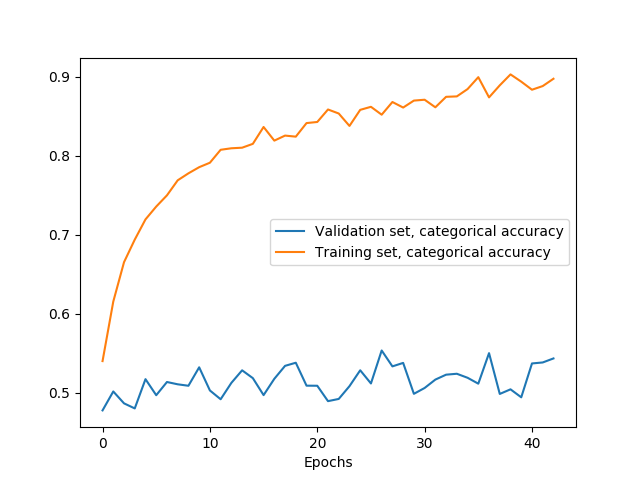 0.9
0.8
0.7
0.6
0.5
Validation set, categorical accuracy
Training set, categorical accuracy
0 10 20 30 40
Epochs